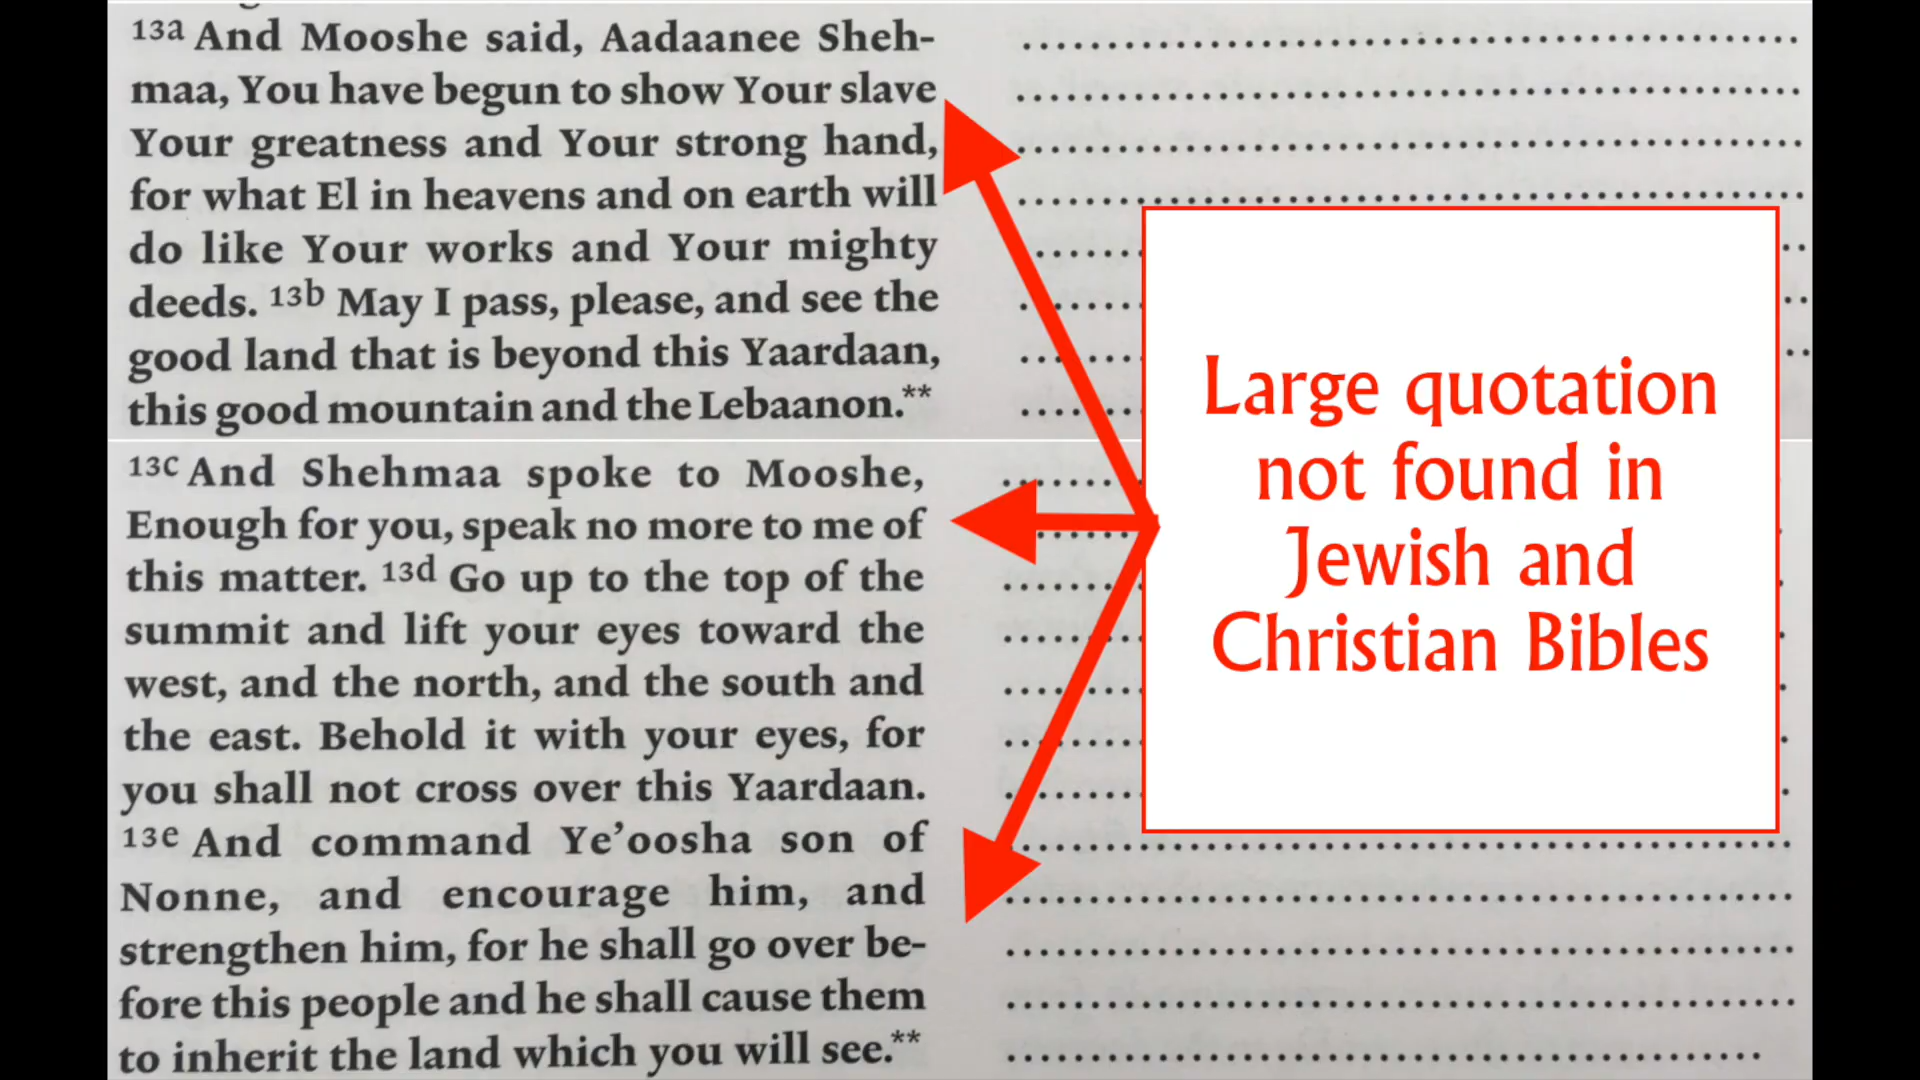 13a And Mooshe said, Aadaanee Sheh-
maa, You have begun to show Your slave
Your greatness and Your strong hand,
for what El in heavens and on earth will
do like Your works and Your mighty
deeds. 13b May I pass, please, and see the
good land that is beyond this Yaardaan,
this good mountain and the Lebaanon.**
13c And Shehmaa spoke to Mooshe,
Enough for you, speak no more to me of
this matter. 13d Go up to the top of the
summit and lift your eyes toward the
west, and the north, and the south and
the east. Behold it with your eyes, for
you shall not cross over this Yaardaan.
13e And command Ye’oosha son of
Nonne, and encourage him, and
strengthen him, for he shall go over be-
fore this people and he shall cause them
to inherit the land which you will see.**
Large quotation
not found in
Jewish and
Christian Bibles